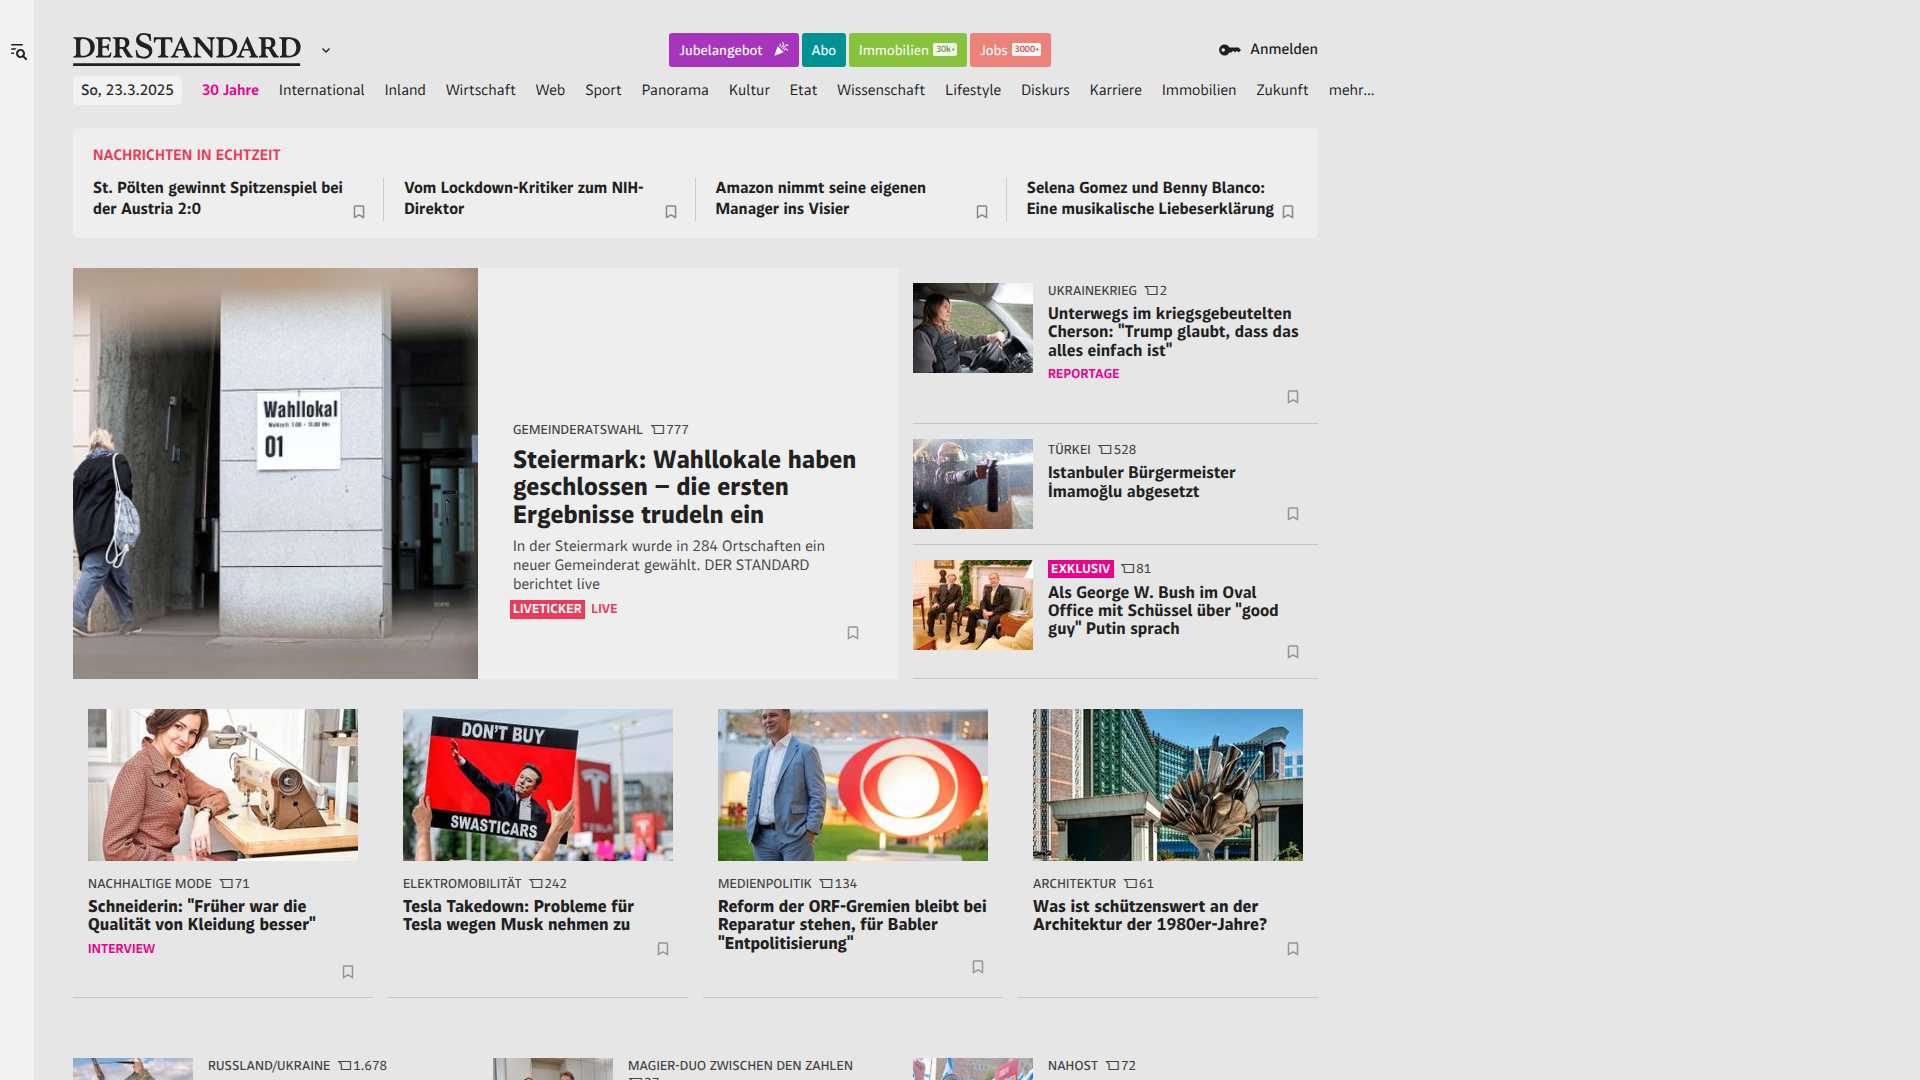 DERSTANDARD
Jubelangebot
Abo
Immobilien 30k+
Jobs 3000+
Anmelden
So, 23.3.2025
30 Jahre
International
Inland
Wirtschaft
Web
Sport
Panorama
Kultur
Etat
Wissenschaft
Lifestyle
Diskurs
Karriere
Immobilien
Zukunft
mehr...
NACHRICHTEN IN ECHTZEIT
St. Pölten gewinnt Spitzenspiel bei
der Austria 2:0
Vom Lockdown-Kritiker zum NIH-
Direktor
Amazon nimmt seine eigenen
Manager ins Visier
Selena Gomez und Benny Blanco:
Eine musikalische Liebeserklärung
Wahllokal
01
GEMEINDERATSWAHL 777
Steiermark: Wahllokale haben
geschlossen – die ersten
Ergebnisse trudeln ein
In der Steiermark wurde in 284 Ortschaften ein
neuer Gemeinderat gewählt. DER STANDARD
berichtet live
LIVETICKER LIVE
UKRAINEKRIEG 2
Unterwegs im kriegsgebeutelten
Cherson: "Trump glaubt, dass das
alles einfach ist"
REPORTAGE
TÜRKEI 528
Istanbuler Bürgermeister
İmamoğlu abgesetzt
EXKLUSIV 81
Als George W. Bush im Oval
Office mit Schüssel über "good
guy" Putin sprach
NACHHALTIGE MODE 71
Schneiderin: "Früher war die
Qualität von Kleidung besser"
INTERVIEW
DON'T BUY
SWASTICARS
TESLA
ELEKTROMOBILITÄT 242
Tesla Takedown: Probleme für
Tesla wegen Musk nehmen zu
MEDIENPOLITIK 134
Reform der ORF-Gremien bleibt bei
Reparatur stehen, für Babler
"Entpolitisierung"
ARCHITEKTUR 61
Was ist schützenswert an der
Architektur der 1980er-Jahre?
RUSSLAND/UKRAINE 1.678
MAGIER-DUO ZWISCHEN DEN ZAHLEN
NAHOST 72